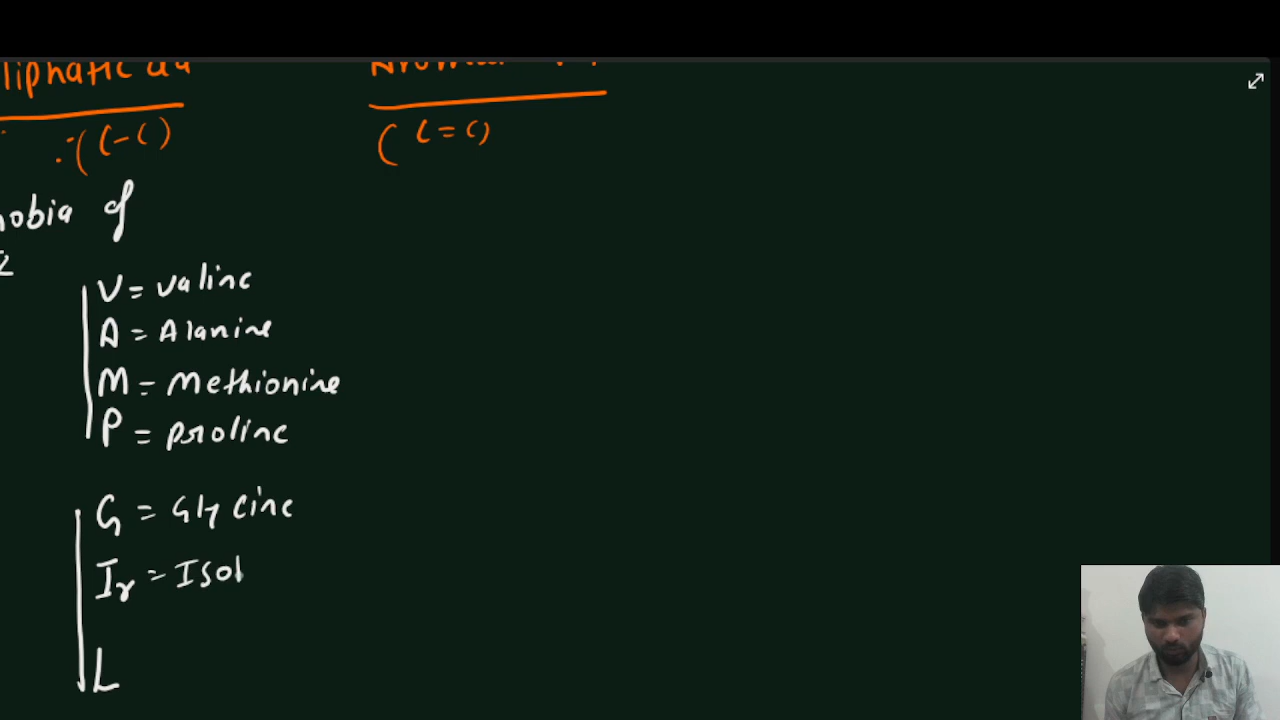 liphatic aa
(C-C)
(C=C)
obia of
V = Valine
A = Alanine
M = Methionine
P = Proline
G = Glycine
Ir = Isol
L